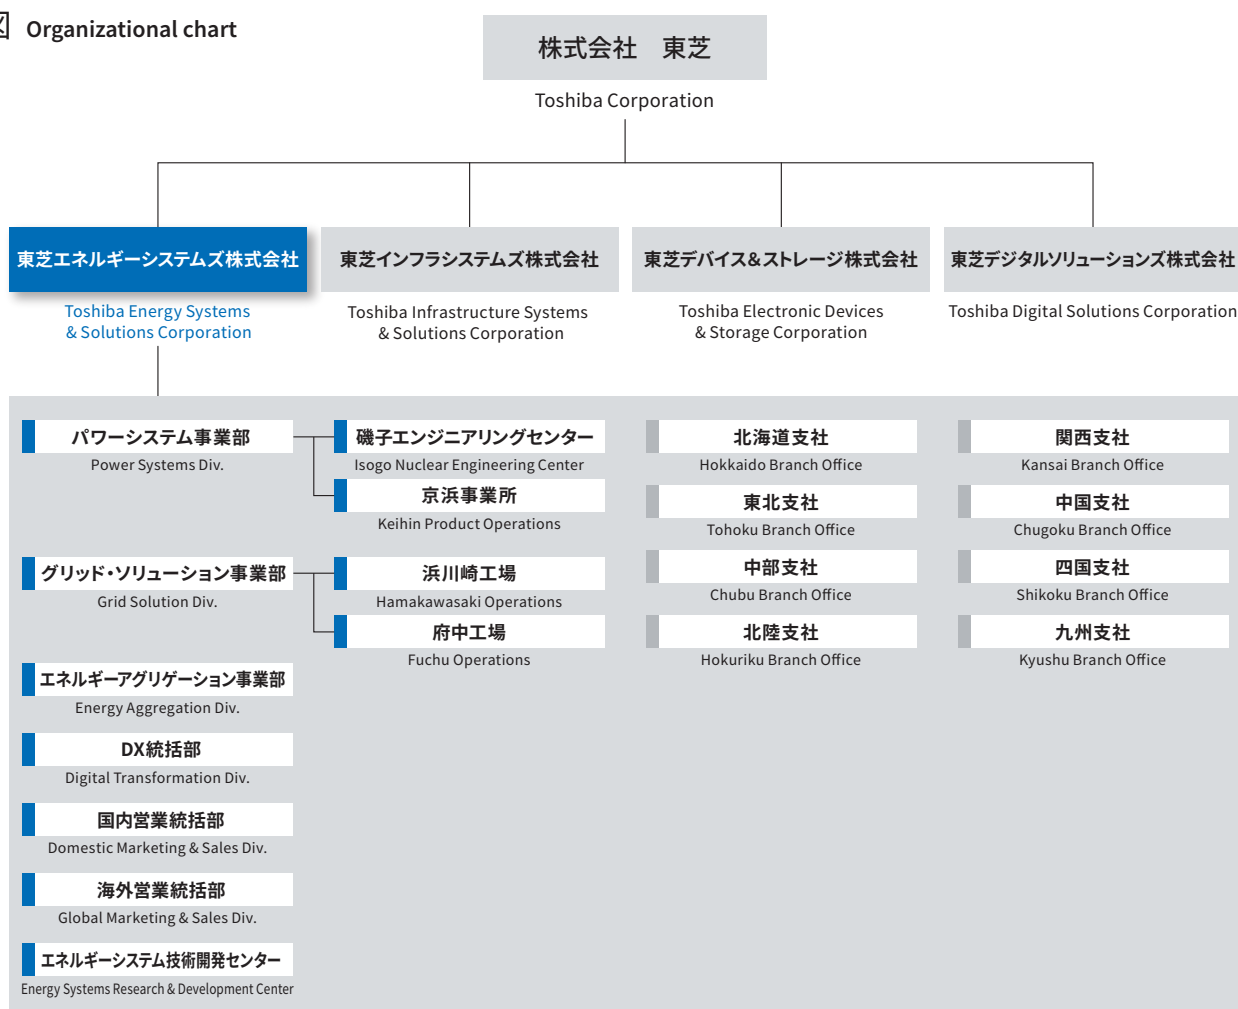 図 Organizational chart
株式会社 東芝
Toshiba Corporation
東芝エネルギーシステムズ株式会社
Toshiba Energy Systems
& Solutions Corporation
東芝インフラシステムズ株式会社
Toshiba Infrastructure Systems
& Solutions Corporation
東芝デバイス&ストレージ株式会社
Toshiba Electronic Devices
& Storage Corporation
東芝デジタルソリューションズ株式会社
Toshiba Digital Solutions Corporation
パワーシステム事業部
Power Systems Div.
磯子エンジニアリングセンター
Isogo Nuclear Engineering Center
京浜事業所
Keihin Product Operations
グリッド・ソリューション事業部
Grid Solution Div.
浜川崎工場
Hamakawasaki Operations
府中工場
Fuchu Operations
エネルギーアグリゲーション事業部
Energy Aggregation Div.
DX統括部
Digital Transformation Div.
国内営業統括部
Domestic Marketing & Sales Div.
海外営業統括部
Global Marketing & Sales Div.
エネルギーシステム技術開発センター
Energy Systems Research & Development Center
北海道支社
Hokkaido Branch Office
東北支社
Tohoku Branch Office
中部支社
Chubu Branch Office
北陸支社
Hokuriku Branch Office
関西支社
Kansai Branch Office
中国支社
Chugoku Branch Office
四国支社
Shikoku Branch Office
九州支社
Kyushu Branch Office